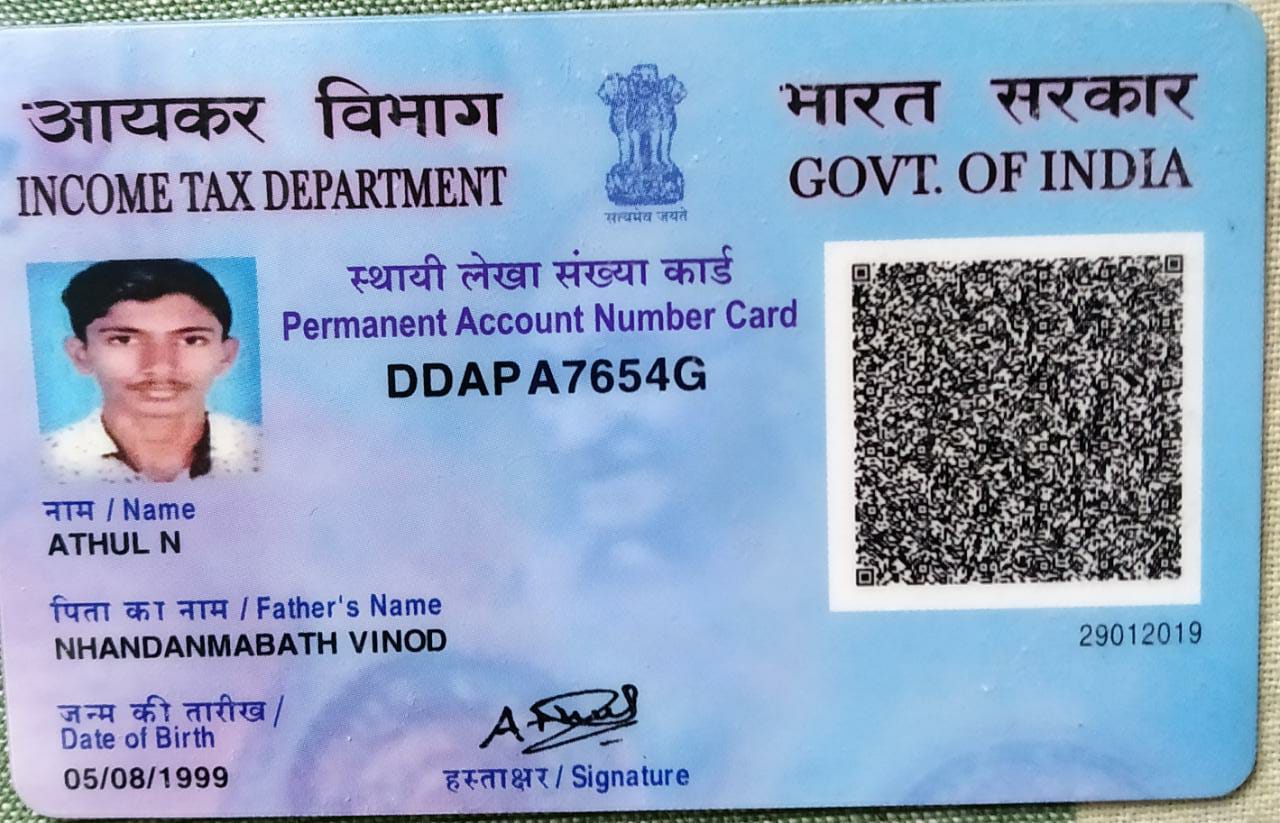 आयकर विभाग
INCOME TAX DEPARTMENT
सत्यमेव जयते
भारत सरकार
GOVT. OF INDIA
स्थायी लेखा संख्या कार्ड
Permanent Account Number Card
DDAPA7654G
नाम / Name
ATHUL N
पिता का नाम / Father's Name
NHANDANMABATH VINOD
29012019
जन्म की तारीख /
Date of Birth
05/08/1999
हस्ताक्षर / Signature